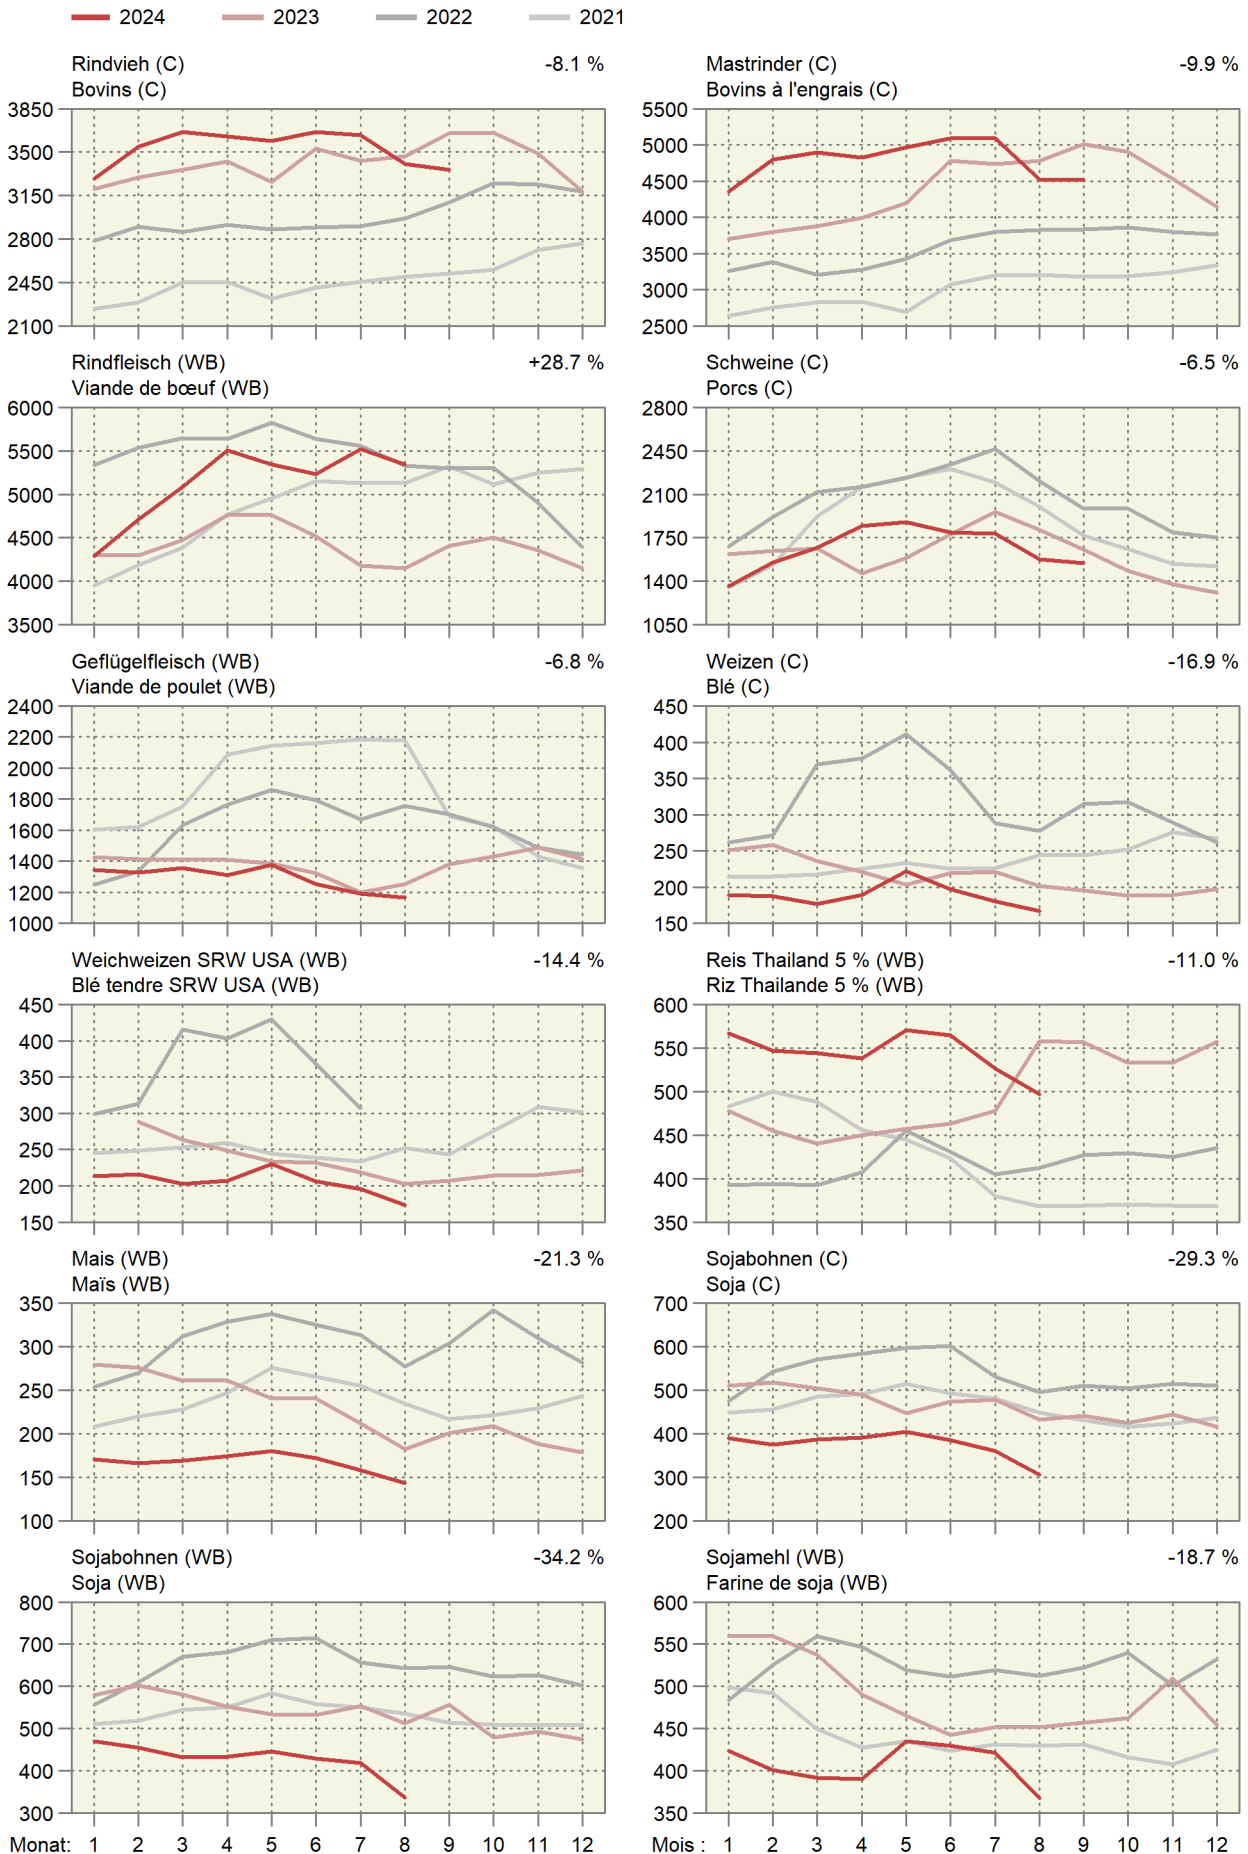 2024 2023 2022 2021
Rindvieh (C) -8.1 %
Bovins (C)
3850
3500
3150
2800
2450
2100
Mastrinder (C) -9.9 %
Bovins à l'engrais (C)
5500
5000
4500
4000
3500
3000
2500
Rindfleisch (WB) +28.7 %
Viande de bœuf (WB)
6000
5500
5000
4500
4000
3500
Schweine (C) -6.5 %
Porcs (C)
2800
2450
2100
1750
1400
1050
Geflügelfleisch (WB) -6.8 %
Viande de poulet (WB)
2400
2200
2000
1800
1600
1400
1200
1000
Weizen (C) -16.9 %
Blé (C)
450
400
350
300
250
200
150
Weichweizen SRW USA (WB) -14.4 %
Blé tendre SRW USA (WB)
450
400
350
300
250
200
150
Reis Thailand 5 % (WB) -11.0 %
Riz Thailande 5 % (WB)
600
550
500
450
400
350
Mais (WB) -21.3 %
Maïs (WB)
350
300
250
200
150
100
Sojabohnen (C) -29.3 %
Soja (C)
700
600
500
400
300
200
Sojabohnen (WB) -34.2 %
Soja (WB)
800
700
600
500
400
300
Monat: 1 2 3 4 5 6 7 8 9 10 11 12
Sojamehl (WB) -18.7 %
Farine de soja (WB)
600
550
500
450
400
350
Mois : 1 2 3 4 5 6 7 8 9 10 11 12